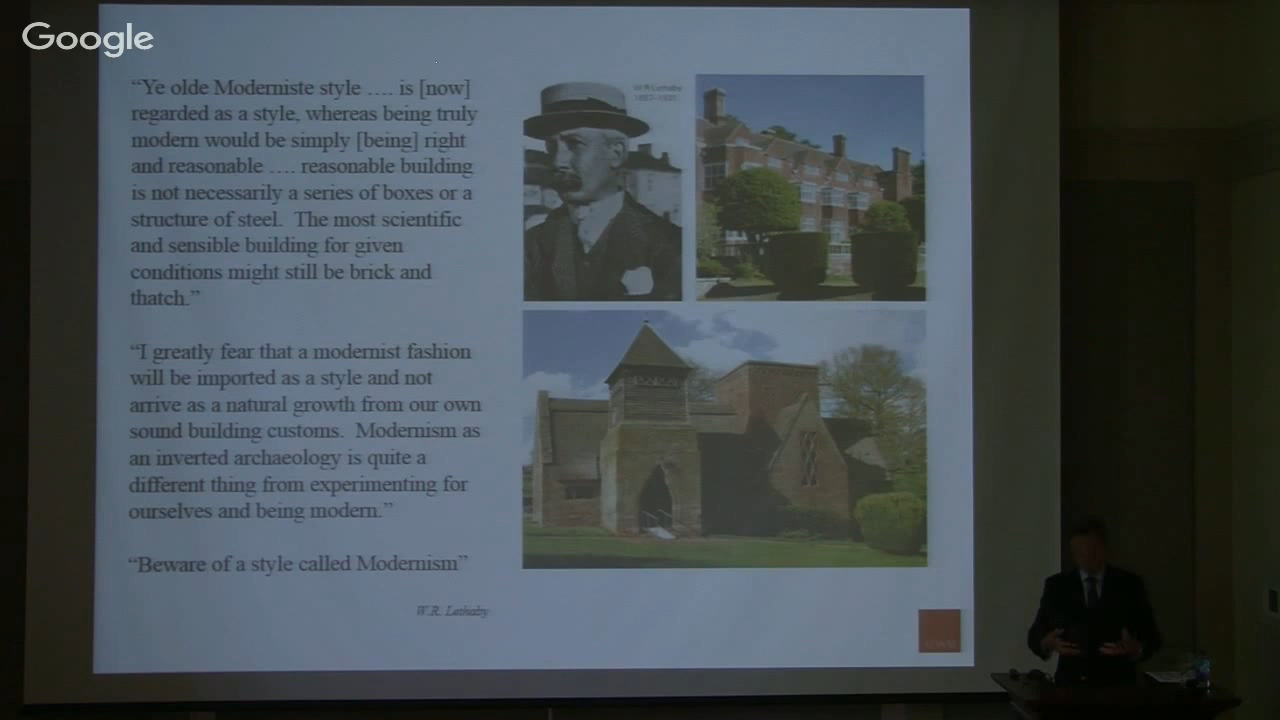 Google
“Ye olde Moderniste style …. is [now]
regarded as a style, whereas being truly
modern would be simply [being] right
and reasonable …. reasonable building
is not necessarily a series of boxes or a
structure of steel.  The most scientific
and sensible building for given
conditions might still be brick and
thatch.”
“I greatly fear that a modernist fashion
will be imported as a style and not
arrive as a natural growth from our own
sound building customs.  Modernism as
an inverted archaeology is quite a
different thing from experimenting for
ourselves and being modern.”
“Beware of a style called Modernism”
W.R. Lethaby
W.R Lethaby